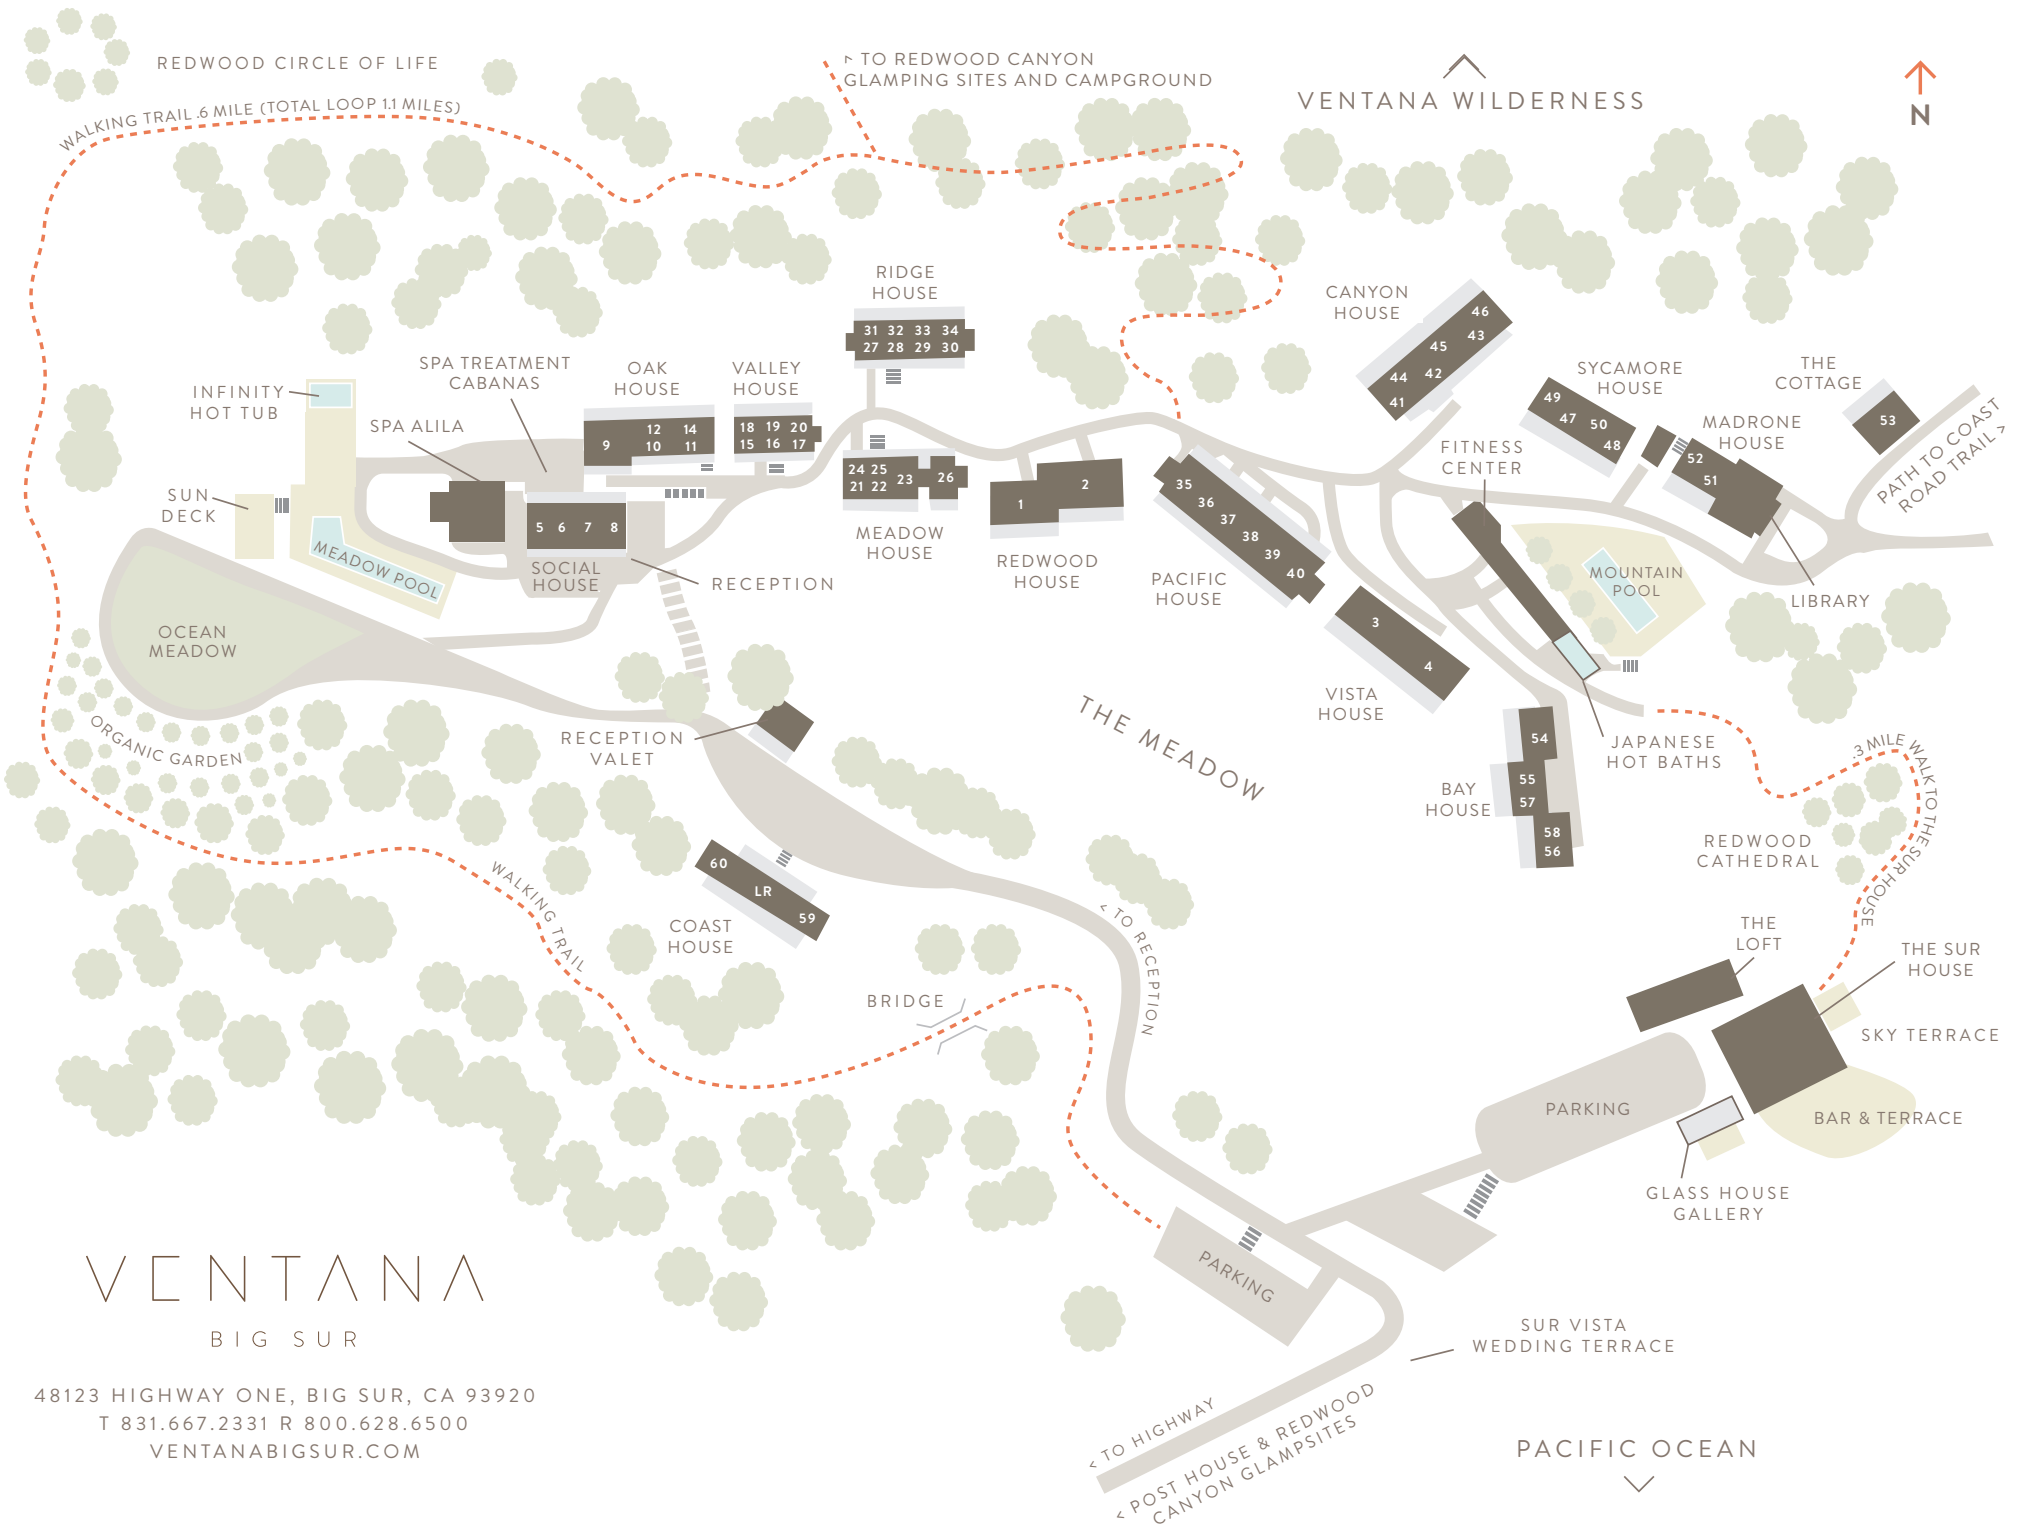 REDWOOD CIRCLE OF LIFE
WALKING TRAIL .6 MILE (TOTAL LOOP 1.1 MILES)
^ TO REDWOOD CANYON
GLAMPING SITES AND CAMPGROUND
VENTANA WILDERNESS
N
RIDGE
HOUSE
31 32 33 34
27 28 29 30
CANYON
HOUSE
46
43
45
42
44
41
INFINITY
HOT TUB
SPA TREATMENT
CABANAS
OAK
HOUSE
12 14
9 10 11
VALLEY
HOUSE
18 19 20
15 16 17
SPA ALILA
SUN
DECK
MEADOW POOL
5 6 7 8
SOCIAL
HOUSE
RECEPTION
24 25
21 22 23 26
MEADOW
HOUSE
1
2
REDWOOD
HOUSE
35
36
37
38
39
40
PACIFIC
HOUSE
SYCAMORE
HOUSE
49
47 50
48
THE
COTTAGE
53
MADRONE
HOUSE
52
51
PATH TO COAST
ROAD TRAIL >
FITNESS
CENTER
MOUNTAIN
POOL
LIBRARY
3
4
VISTA
HOUSE
OCEAN
MEADOW
ORGANIC GARDEN
RECEPTION
VALET
THE MEADOW
54
55
57
58
56
BAY
HOUSE
JAPANESE
HOT BATHS
.3 MILE WALK TO THE SUR HOUSE
REDWOOD
CATHEDRAL
60
LR
59
COAST
HOUSE
WALKING TRAIL
< TO RECEPTION
BRIDGE
THE
LOFT
THE SUR
HOUSE
SKY TERRACE
PARKING
BAR & TERRACE
GLASS HOUSE
GALLERY
PARKING
SUR VISTA
WEDDING TERRACE
< TO HIGHWAY
< POST HOUSE & REDWOOD
CANYON GLAMPSITES
PACIFIC OCEAN
VENTANA
BIG SUR
48123 HIGHWAY ONE, BIG SUR, CA 93920
T 831.667.2331 R 800.628.6500
VENTANABIGSUR.COM